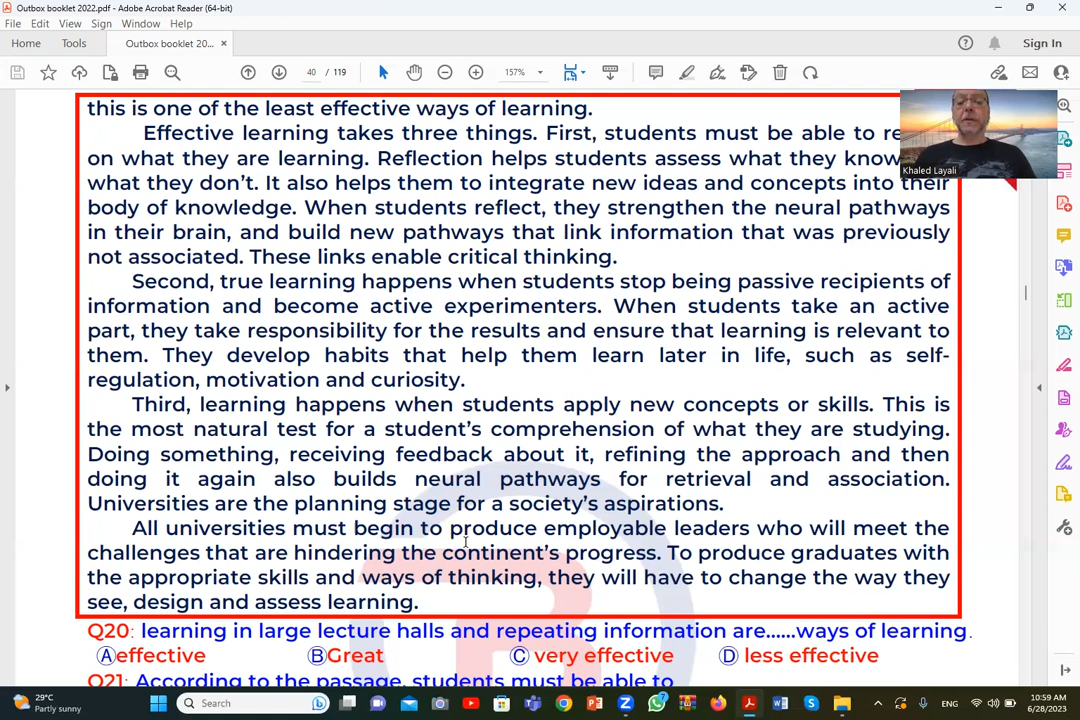 Outbox booklet 2022.pdf - Adobe Acrobat Reader (64-bit)
File Edit View Sign Window Help
Home Tools Outbox booklet 20... × Sign In
40 / 119 157%
this is one of the least effective ways of learning.
Effective learning takes three things. First, students must be able to
on what they are learning. Reflection helps students assess what they know
what they don't. It also helps them to integrate new ideas and concepts into their
body of knowledge. When students reflect, they strengthen the neural pathways
in their brain, and build new pathways that link information that was previously
not associated. These links enable critical thinking.
Second, true learning happens when students stop being passive recipients of
information and become active experimenters. When students take an active
part, they take responsibility for the results and ensure that learning is relevant to
them. They develop habits that help them learn later in life, such as self-
regulation, motivation and curiosity.
Third, learning happens when students apply new concepts or skills. This is
the most natural test for a student's comprehension of what they are studying.
Doing something, receiving feedback about it, refining the approach and then
doing it again also builds neural pathways for retrieval and association.
Universities are the planning stage for a society's aspirations.
All universities must begin to produce employable leaders who will meet the
challenges that are hindering the continent's progress. To produce graduates with
the appropriate skills and ways of thinking, they will have to change the way they
see, design and assess learning.
Q20: learning in large lecture halls and repeating information are......ways of learning.
Ⓐeffective ⒷGreat Ⓒ very effective Ⓓ less effective
Q21: According to the passage, students must be able to
Khaled Layali
29°C
Partly sunny
Search
ENG
10:59 AM
6/28/2023